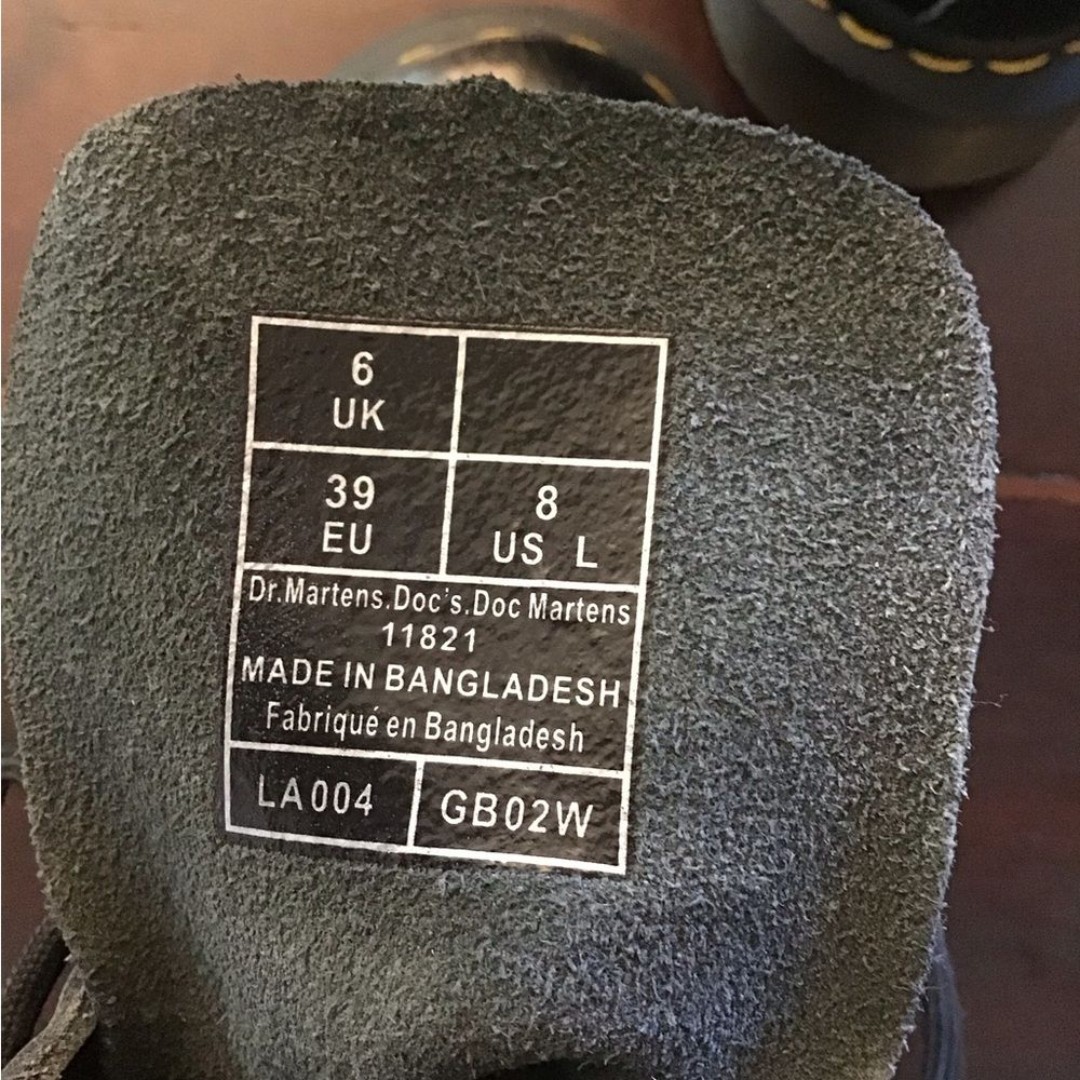 6
UK
39
EU
8
US L
Dr.Martens.Doc's.Doc Martens
11821
MADE IN BANGLADESH
Fabriqué en Bangladesh
LA004
GB02W